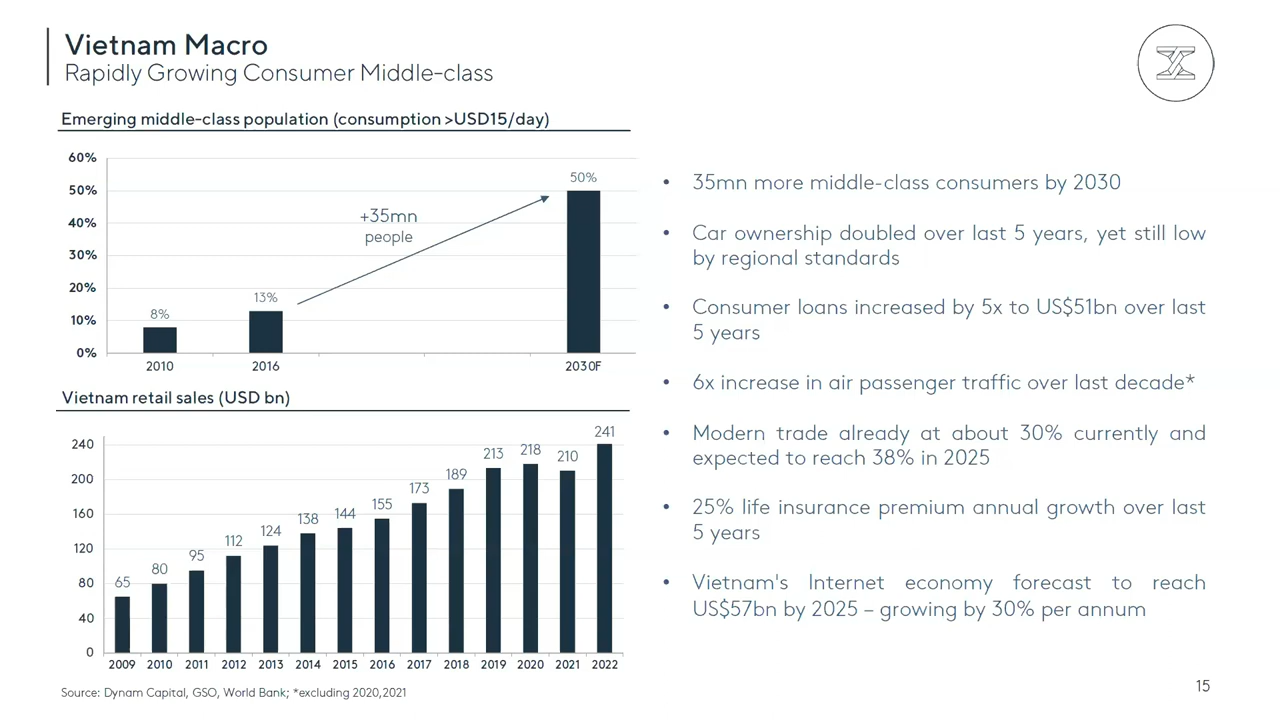 Vietnam Macro
Rapidly Growing Consumer Middle-class
Emerging middle-class population (consumption >USD15/day)
60%
50%
40%
30%
20%
10%
0%
8%
13%
50%
+35mn
people
2010
2016
2030F
Vietnam retail sales (USD bn)
240
200
160
120
80
40
0
65
80
95
112
124
138
144
155
173
189
213
218
210
241
2009
2010
2011
2012
2013
2014
2015
2016
2017
2018
2019
2020
2021
2022
Source: Dynam Capital, GSO, World Bank; *excluding 2020,2021
• 35mn more middle-class consumers by 2030
• Car ownership doubled over last 5 years, yet still low
by regional standards
• Consumer loans increased by 5x to US$51bn over last
5 years
• 6x increase in air passenger traffic over last decade*
• Modern trade already at about 30% currently and
expected to reach 38% in 2025
• 25% life insurance premium annual growth over last
5 years
• Vietnam's Internet economy forecast to reach
US$57bn by 2025 – growing by 30% per annum
15